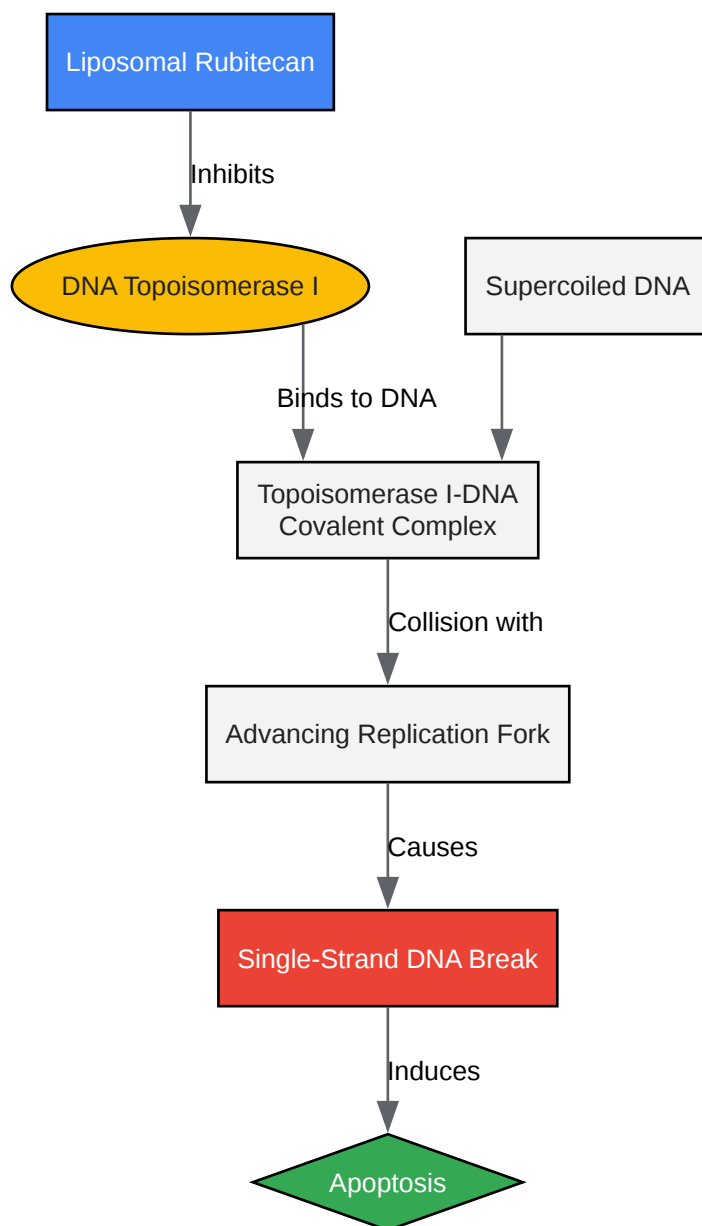 Liposomal Rubitecan
Inhibits
DNA Topoisomerase I
Supercoiled DNA
Binds to DNA
Topoisomerase I-DNA
Covalent Complex
Collision with
Advancing Replication Fork
Causes
Single-Strand DNA Break
Induces
Apoptosis